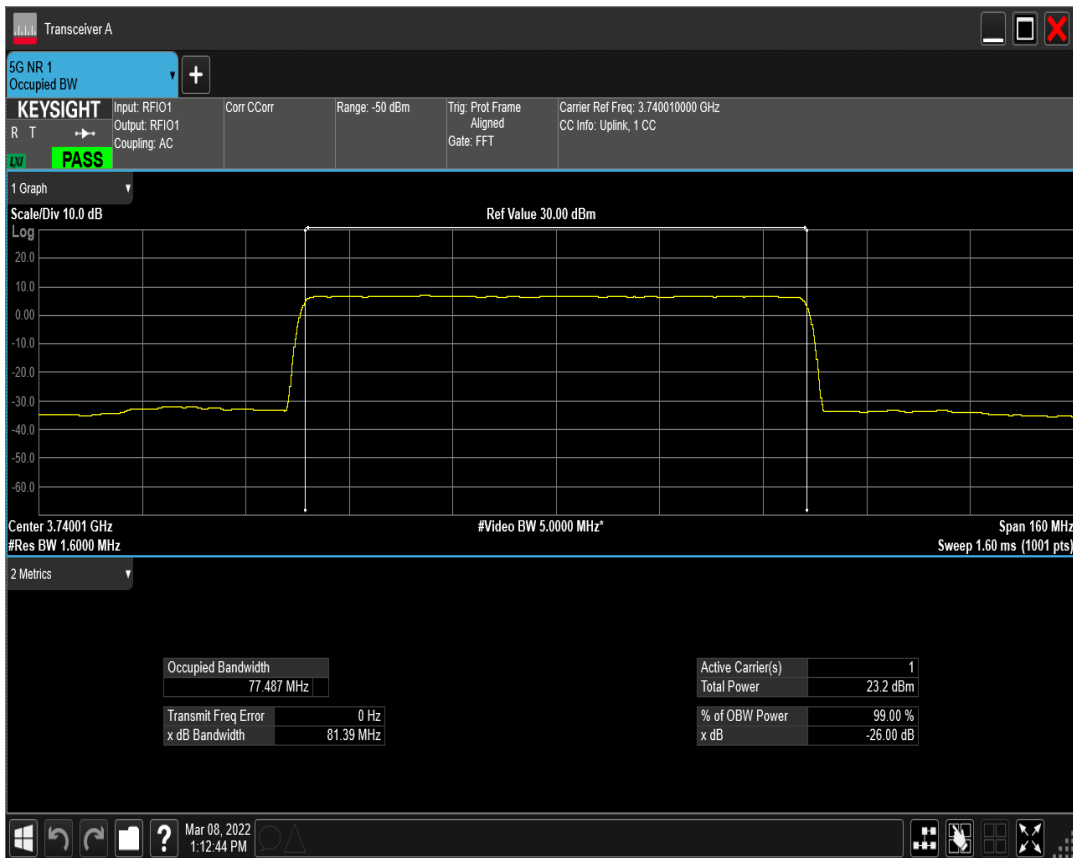 Transceiver A
5G NR 1
Occupied BW
+
KEYSIGHT
R T
LXI
PASS
Input: RFIO1
Output: RFIO1
Coupling: AC
Corr CCorr
Range: -50 dBm
Trig: Prot Frame
Aligned
Gate: FFT
Carrier Ref Freq: 3.740010000 GHz
CC Info: Uplink, 1 CC
1 Graph
Scale/Div 10.0 dB
Ref Value 30.00 dBm
Log
20.0
10.0
0.00
-10.0
-20.0
-30.0
-40.0
-50.0
-60.0
Center 3.74001 GHz
#Video BW 5.0000 MHz*
Span 160 MHz
#Res BW 1.6000 MHz
Sweep 1.60 ms (1001 pts)
2 Metrics
Occupied Bandwidth
77.487 MHz
Transmit Freq Error 0 Hz
x dB Bandwidth 81.39 MHz
Active Carrier(s) 1
Total Power 23.2 dBm
% of OBW Power 99.00 %
x dB -26.00 dB
?
Mar 08, 2022
1:12:44 PM